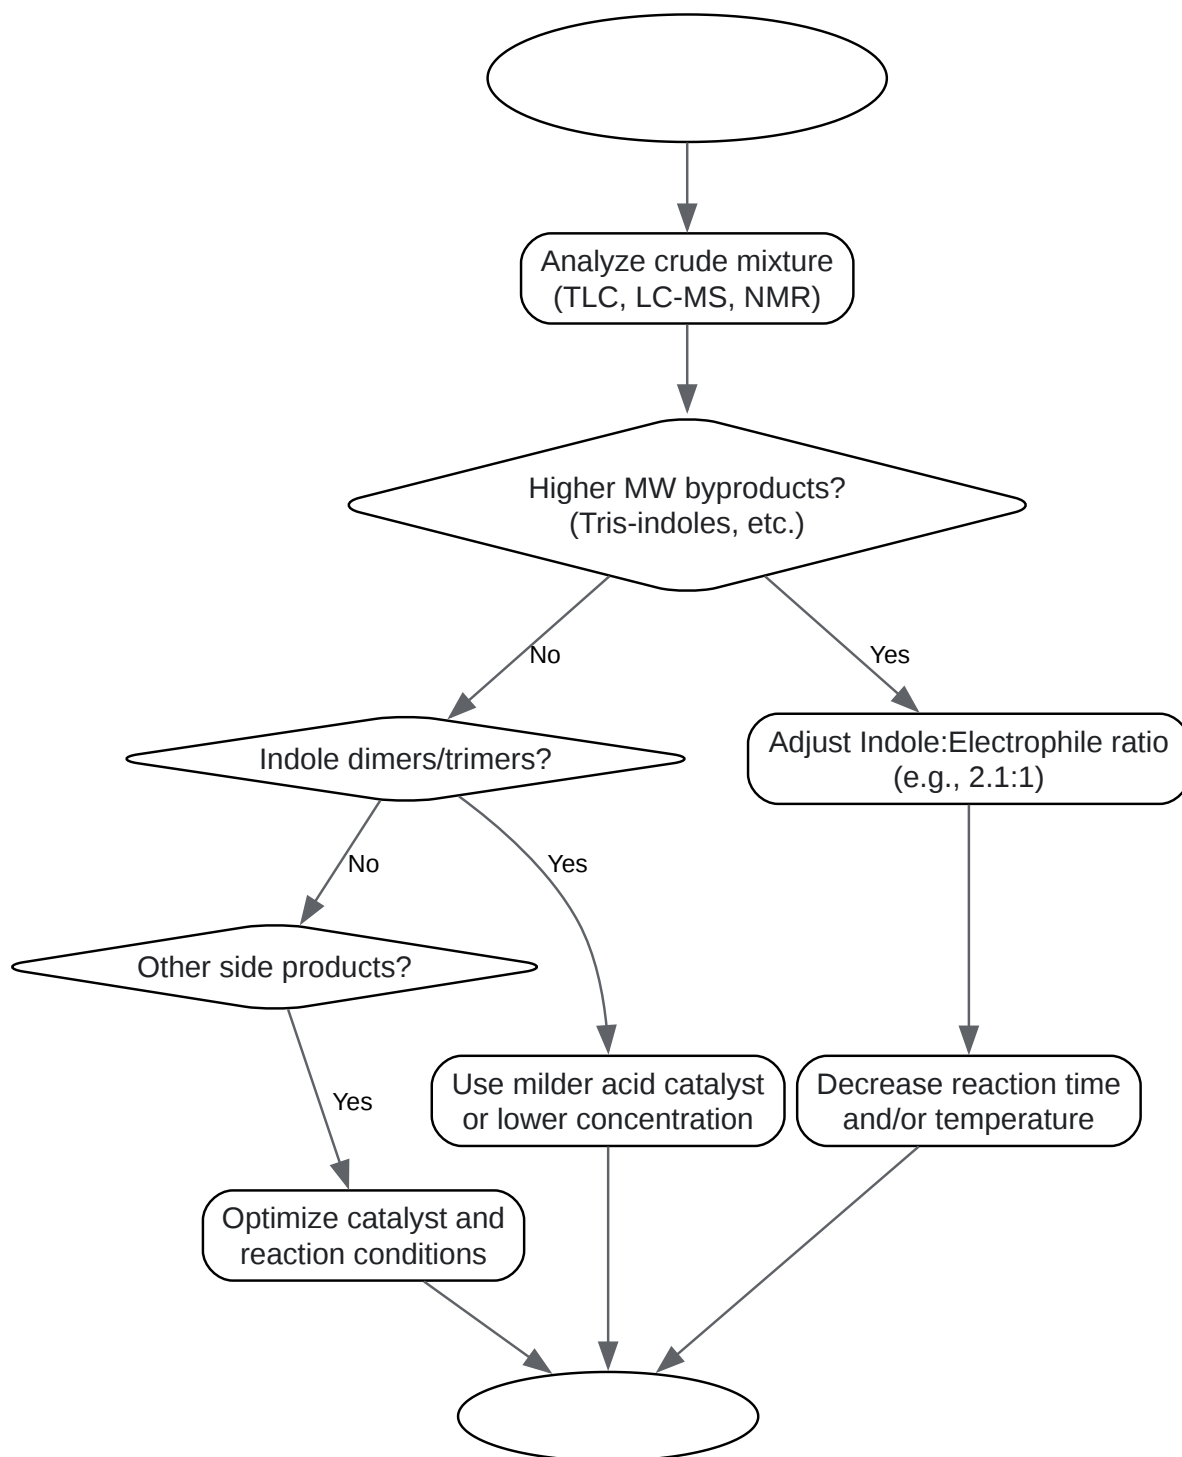 Analyze crude mixture
(TLC, LC-MS, NMR)
Higher MW byproducts?
(Tris-indoles, etc.)
No
Yes
Indole dimers/trimers?
Adjust Indole:Electrophile ratio
(e.g., 2.1:1)
No
Yes
Other side products?
Use milder acid catalyst
or lower concentration
Decrease reaction time
and/or temperature
Yes
Optimize catalyst and
reaction conditions